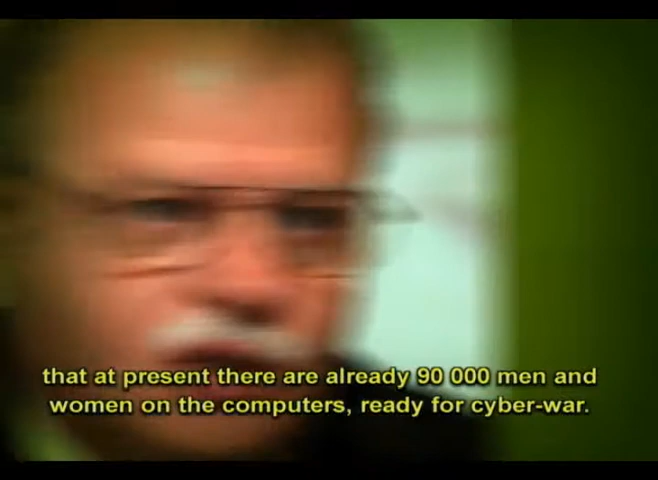 that at present there are already 90 000 men and
women on the computers, ready for cyber-war.